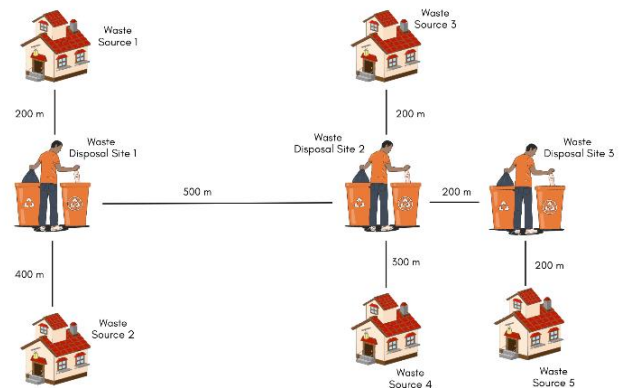 Waste
Source 1
Waste
Source 3
200 m
200 m
Waste
Disposal Site 1
Waste
Disposal Site 2
Waste
Disposal Site 3
500 m
200 m
400 m
300 m
200 m
Waste
Source 2
Waste
Source 4
Waste
Source 5